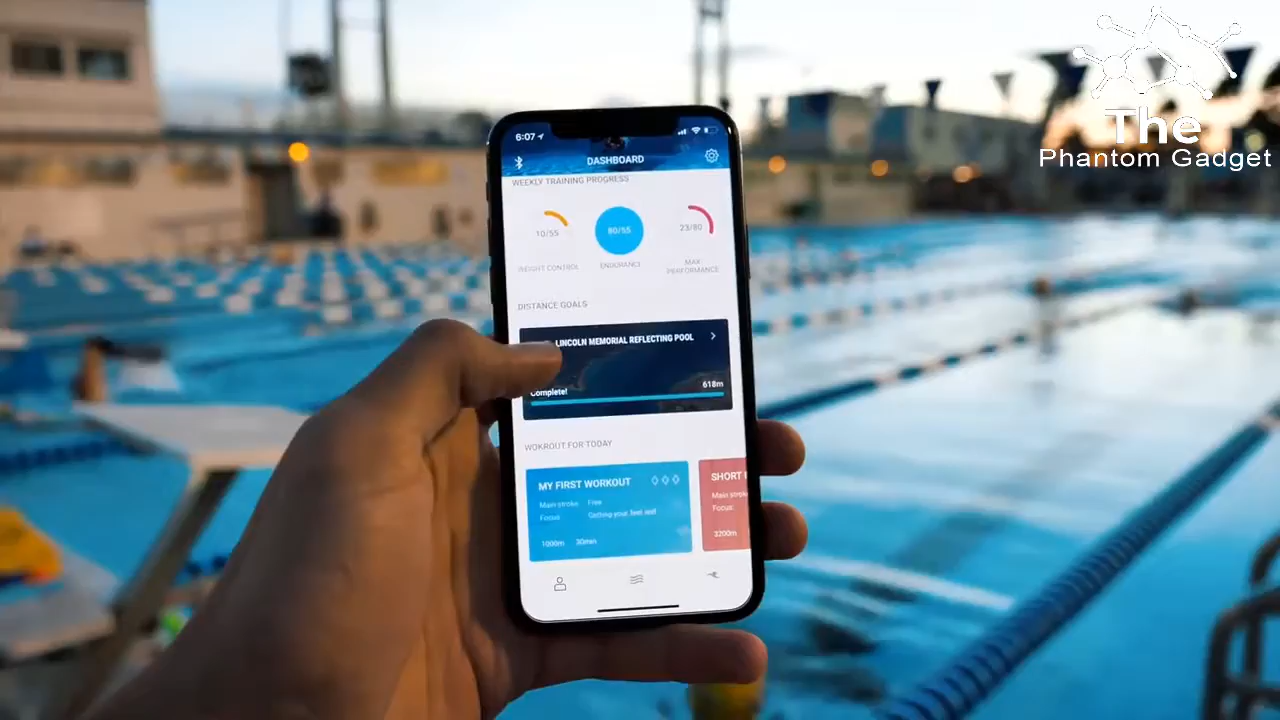 The
Phantom Gadget
6:07
DASHBOARD
WEEKLY TRAINING PROGRESS
10/55
80/55
23/80
WEIGHT CONTROL
ENDURANCE
MAX
PERFORMANCE
DISTANCE GOALS
LINCOLN MEMORIAL REFLECTING POOL
Complete!
618m
WOKROUT FOR TODAY
MY FIRST WORKOUT
Main stroke Free
Focus: Getting your feet wet
1000m 30min
SHORT
Main stroke
Focus:
3200m